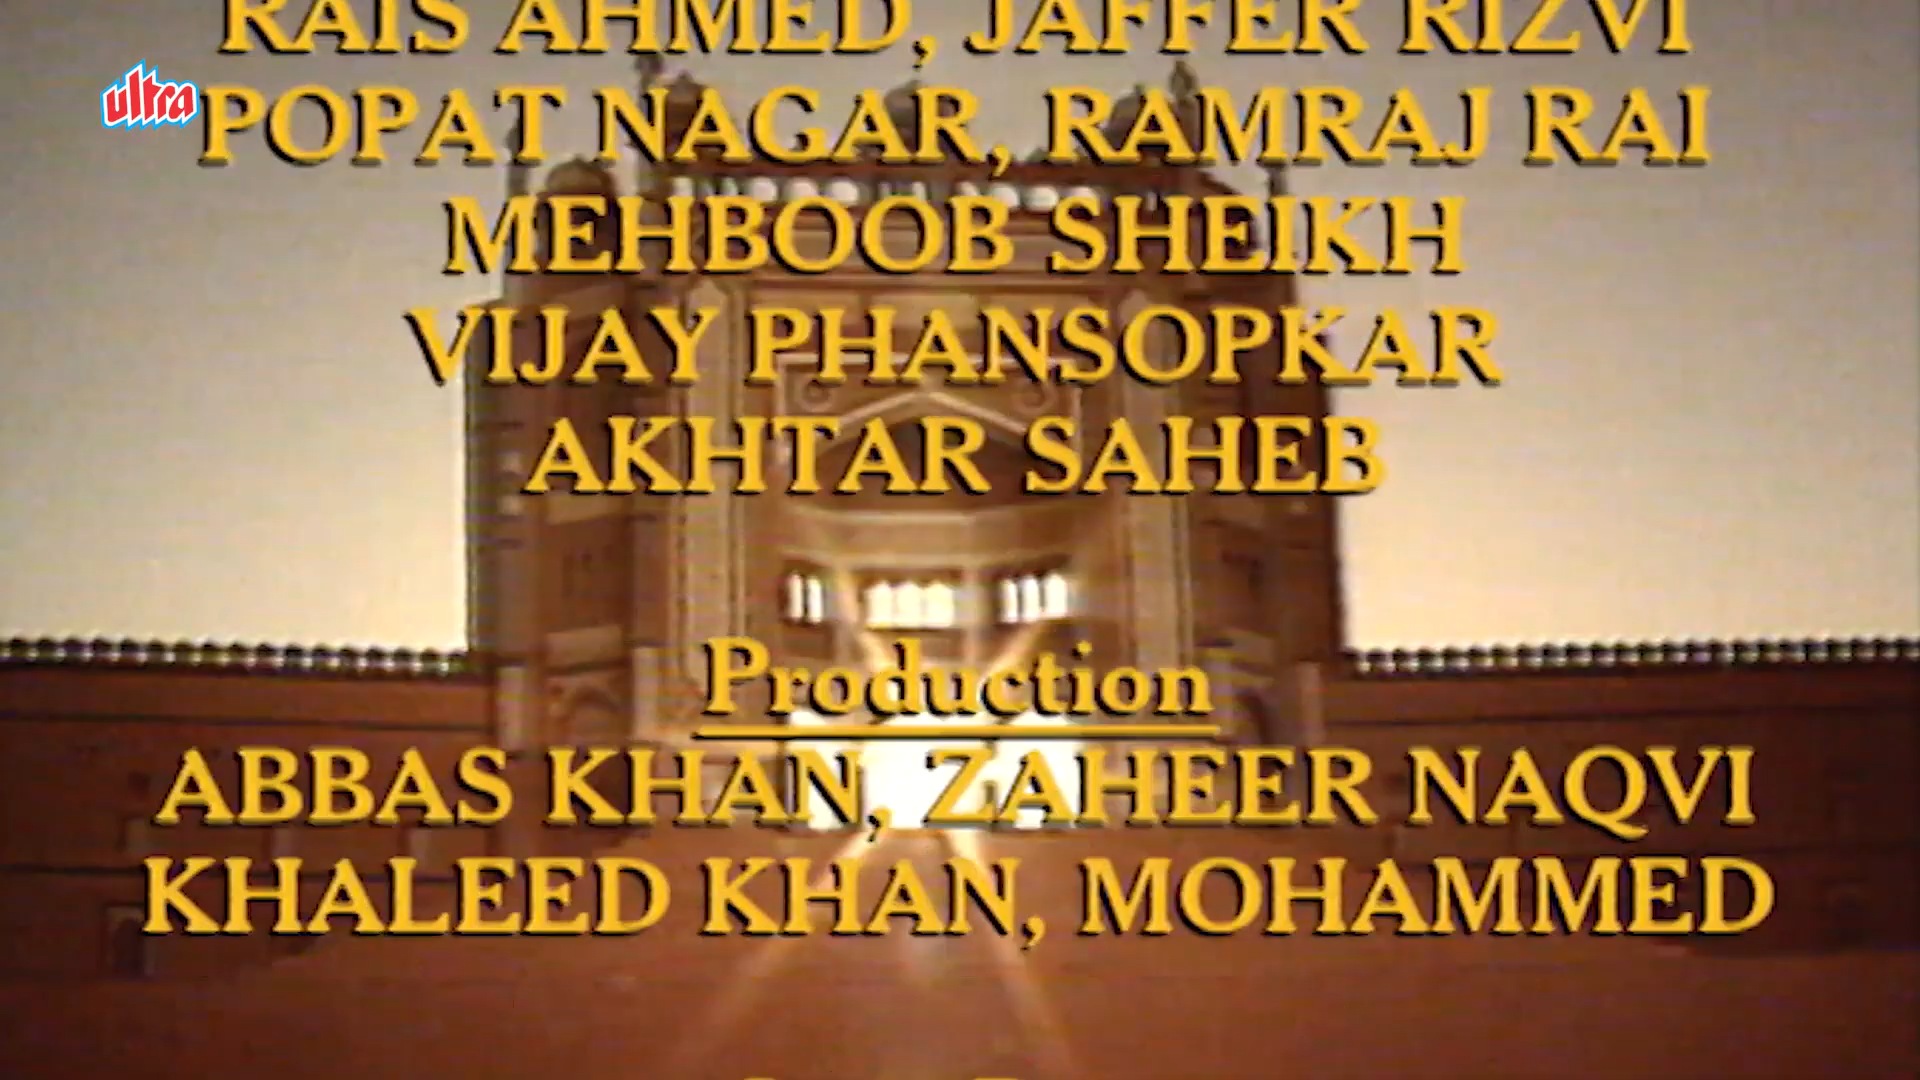 RAIS AHMED, JAFFER RIZVI
ultra
POPAT NAGAR, RAMRAJ RAI
MEHBOOB SHEIKH
VIJAY PHANSOPKAR
AKHTAR SAHEB
Production
ABBAS KHAN, ZAHEER NAQVI
KHALEED KHAN, MOHAMMED